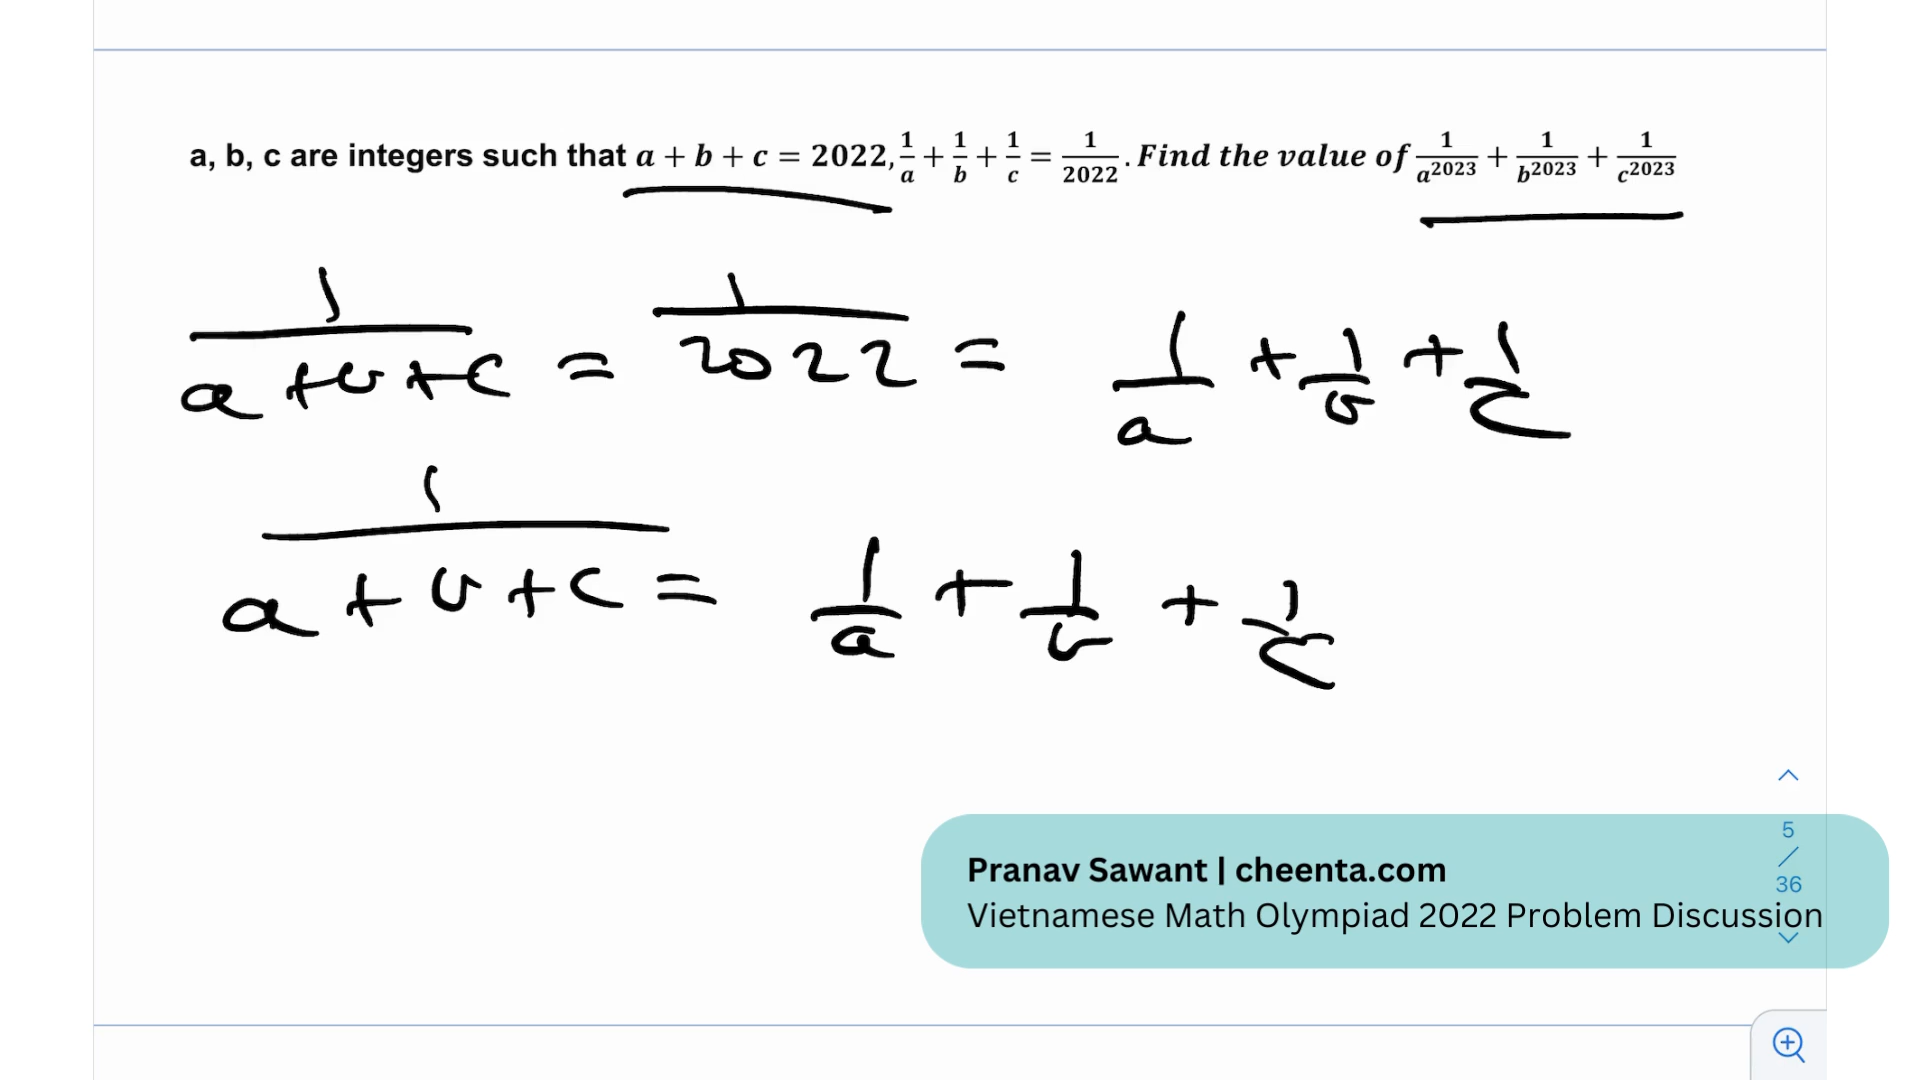 a, b, c are integers such that a + b + c = 2022, 1/a + 1/b + 1/c = 1/2022. Find the value of 1/a^2023 + 1/b^2023 + 1/c^2023
1/(a+b+c) = 1/2022 = 1/a + 1/b + 1/c
1/(a+b+c) = 1/a + 1/b + 1/c
5
/
36
Pranav Sawant | cheenta.com
Vietnamese Math Olympiad 2022 Problem Discussion